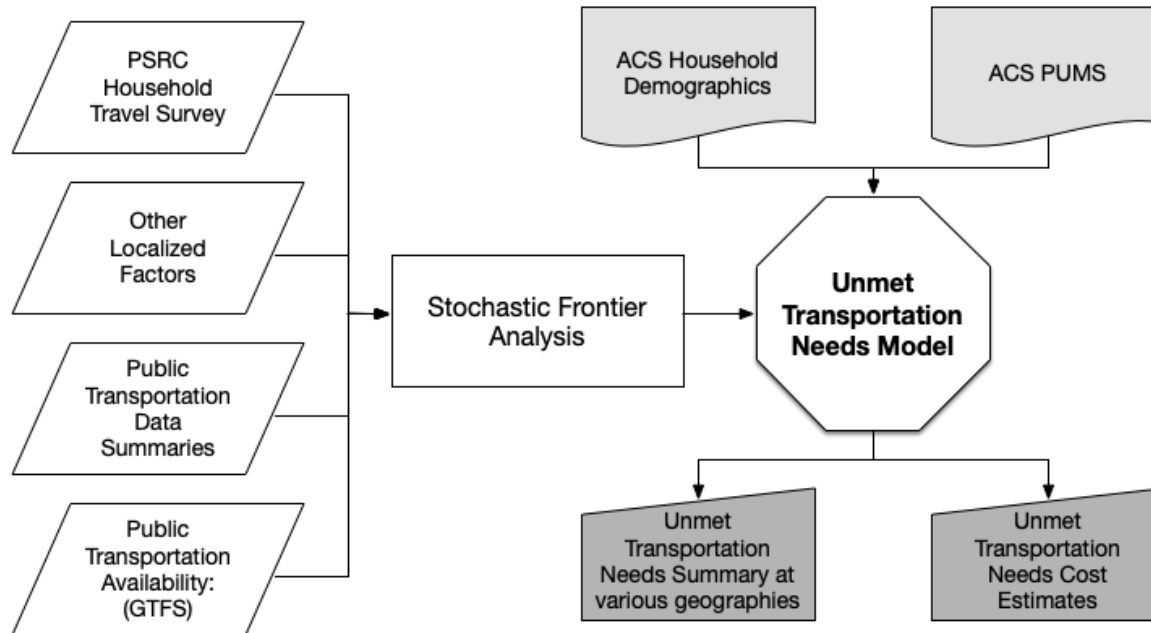 PSRC
Household
Travel Survey
Other
Localized
Factors
Public
Transportation
Data
Summaries
Public
Transportation
Availability:
(GTFS)
Stochastic Frontier
Analysis
ACS Household
Demographics
ACS PUMS
Unmet
Transportation
Needs Model
Unmet
Transportation
Needs Summary at
various geographies
Unmet
Transportation
Needs Cost
Estimates